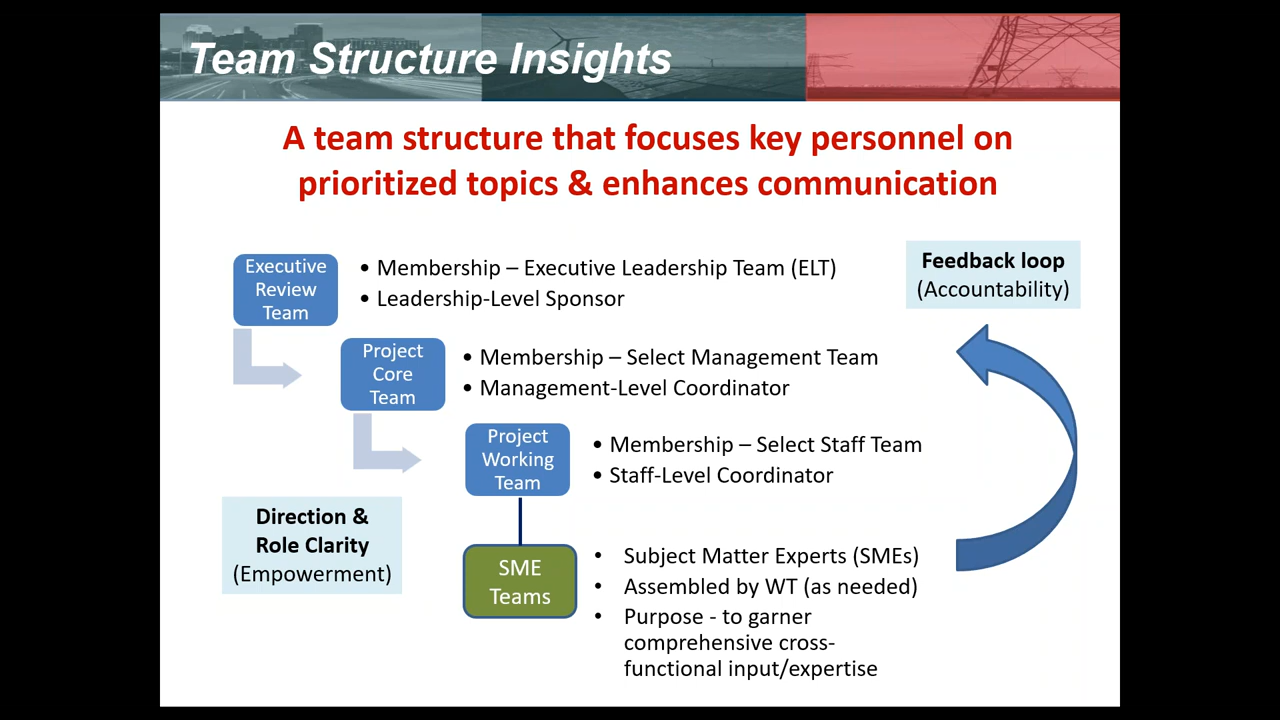 Team Structure Insights
A team structure that focuses key personnel on
prioritized topics & enhances communication
Executive
Review
Team
• Membership – Executive Leadership Team (ELT)
• Leadership-Level Sponsor
Feedback loop
(Accountability)
Project
Core
Team
• Membership – Select Management Team
• Management-Level Coordinator
Project
Working
Team
• Membership – Select Staff Team
• Staff-Level Coordinator
Direction &
Role Clarity
(Empowerment)
SME
Teams
• Subject Matter Experts (SMEs)
• Assembled by WT (as needed)
• Purpose - to garner
comprehensive cross-
functional input/expertise